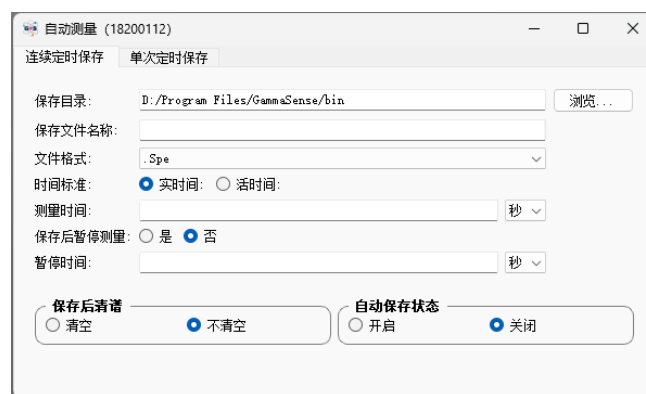 自动测量 (18200112)
连续定时保存 单次定时保存
保存目录: D:/Program Files/GammaSense/bin 浏览...
保存文件名称:
文件格式: .Spe
时间标准: 实时间: 活时间:
测量时间: 秒
保存后暂停测量: 是 否
暂停时间: 秒
保存后清谱 自动保存状态
清空 不清空 开启 关闭